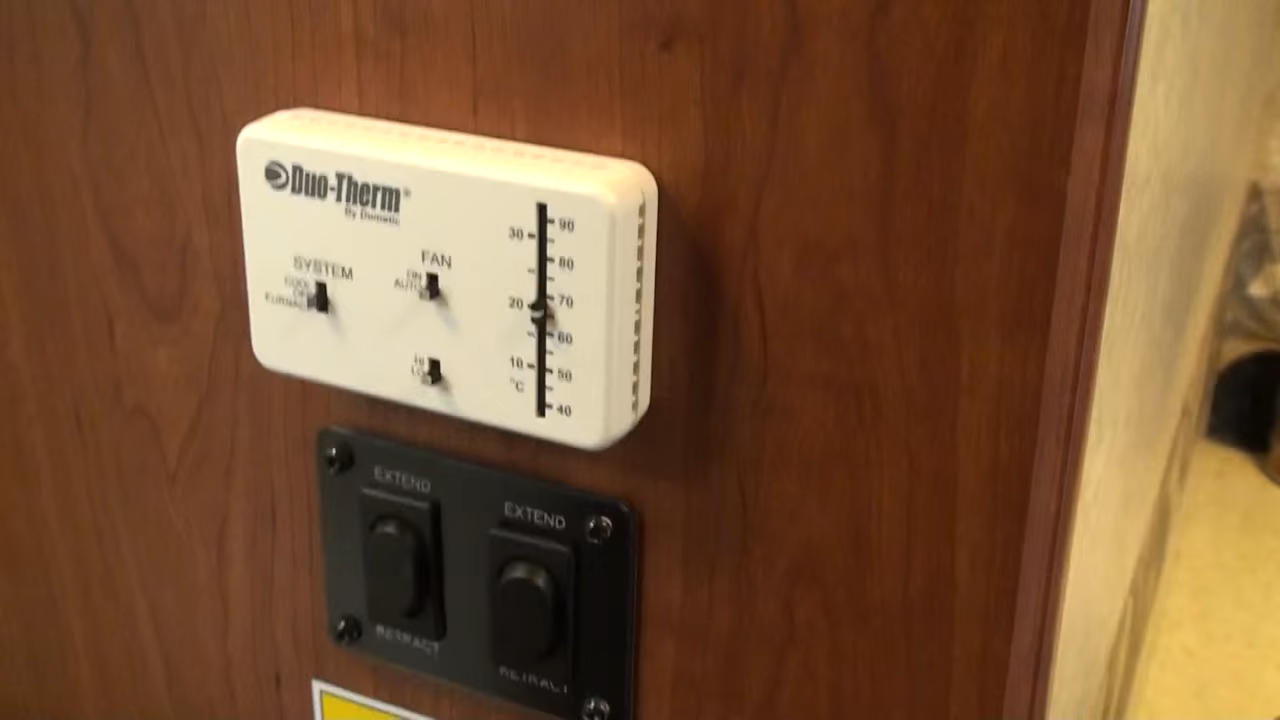 Duo-Therm®
By Dometic
SYSTEM
COOL
OFF
FURNACE
FAN
ON
AUTO
HI
LO
90
30
80
70
20
60
10
50
°C
40
EXTEND
EXTEND
RETRACT
RETRACT